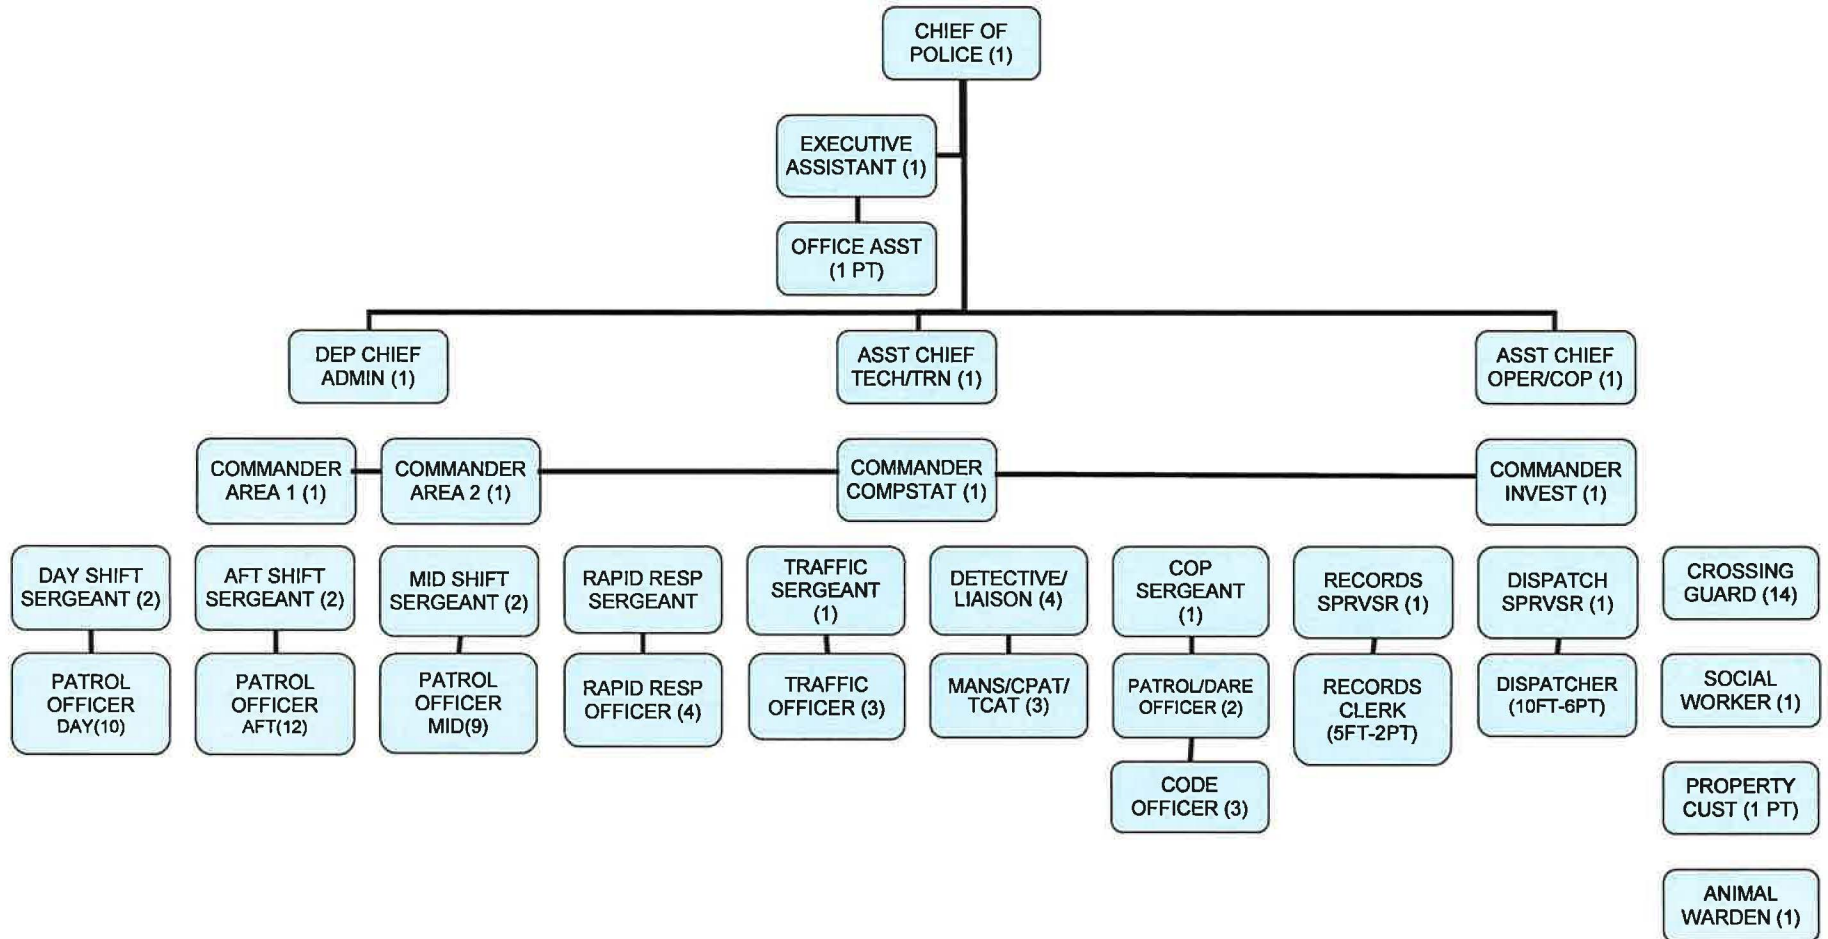 CHIEF OF
POLICE (1)
EXECUTIVE
ASSISTANT (1)
OFFICE ASST
(1 PT)
DEP CHIEF
ADMIN (1)
ASST CHIEF
TECH/TRN (1)
ASST CHIEF
OPER/COP (1)
COMMANDER
AREA 1 (1)
COMMANDER
AREA 2 (1)
COMMANDER
COMPSTAT (1)
COMMANDER
INVEST (1)
DAY SHIFT
SERGEANT (2)
AFT SHIFT
SERGEANT (2)
MID SHIFT
SERGEANT (2)
RAPID RESP
SERGEANT
TRAFFIC
SERGEANT
(1)
DETECTIVE/
LIAISON (4)
COP
SERGEANT
(1)
RECORDS
SPRVSR (1)
DISPATCH
SPRVSR (1)
CROSSING
GUARD (14)
PATROL
OFFICER
DAY(10)
PATROL
OFFICER
AFT(12)
PATROL
OFFICER
MID(9)
RAPID RESP
OFFICER (4)
TRAFFIC
OFFICER (3)
MANS/CPAT/
TCAT (3)
PATROL/DARE
OFFICER (2)
RECORDS
CLERK
(5FT-2PT)
DISPATCHER
(10FT-6PT)
SOCIAL
WORKER (1)
CODE
OFFICER (3)
PROPERTY
CUST (1 PT)
ANIMAL
WARDEN (1)